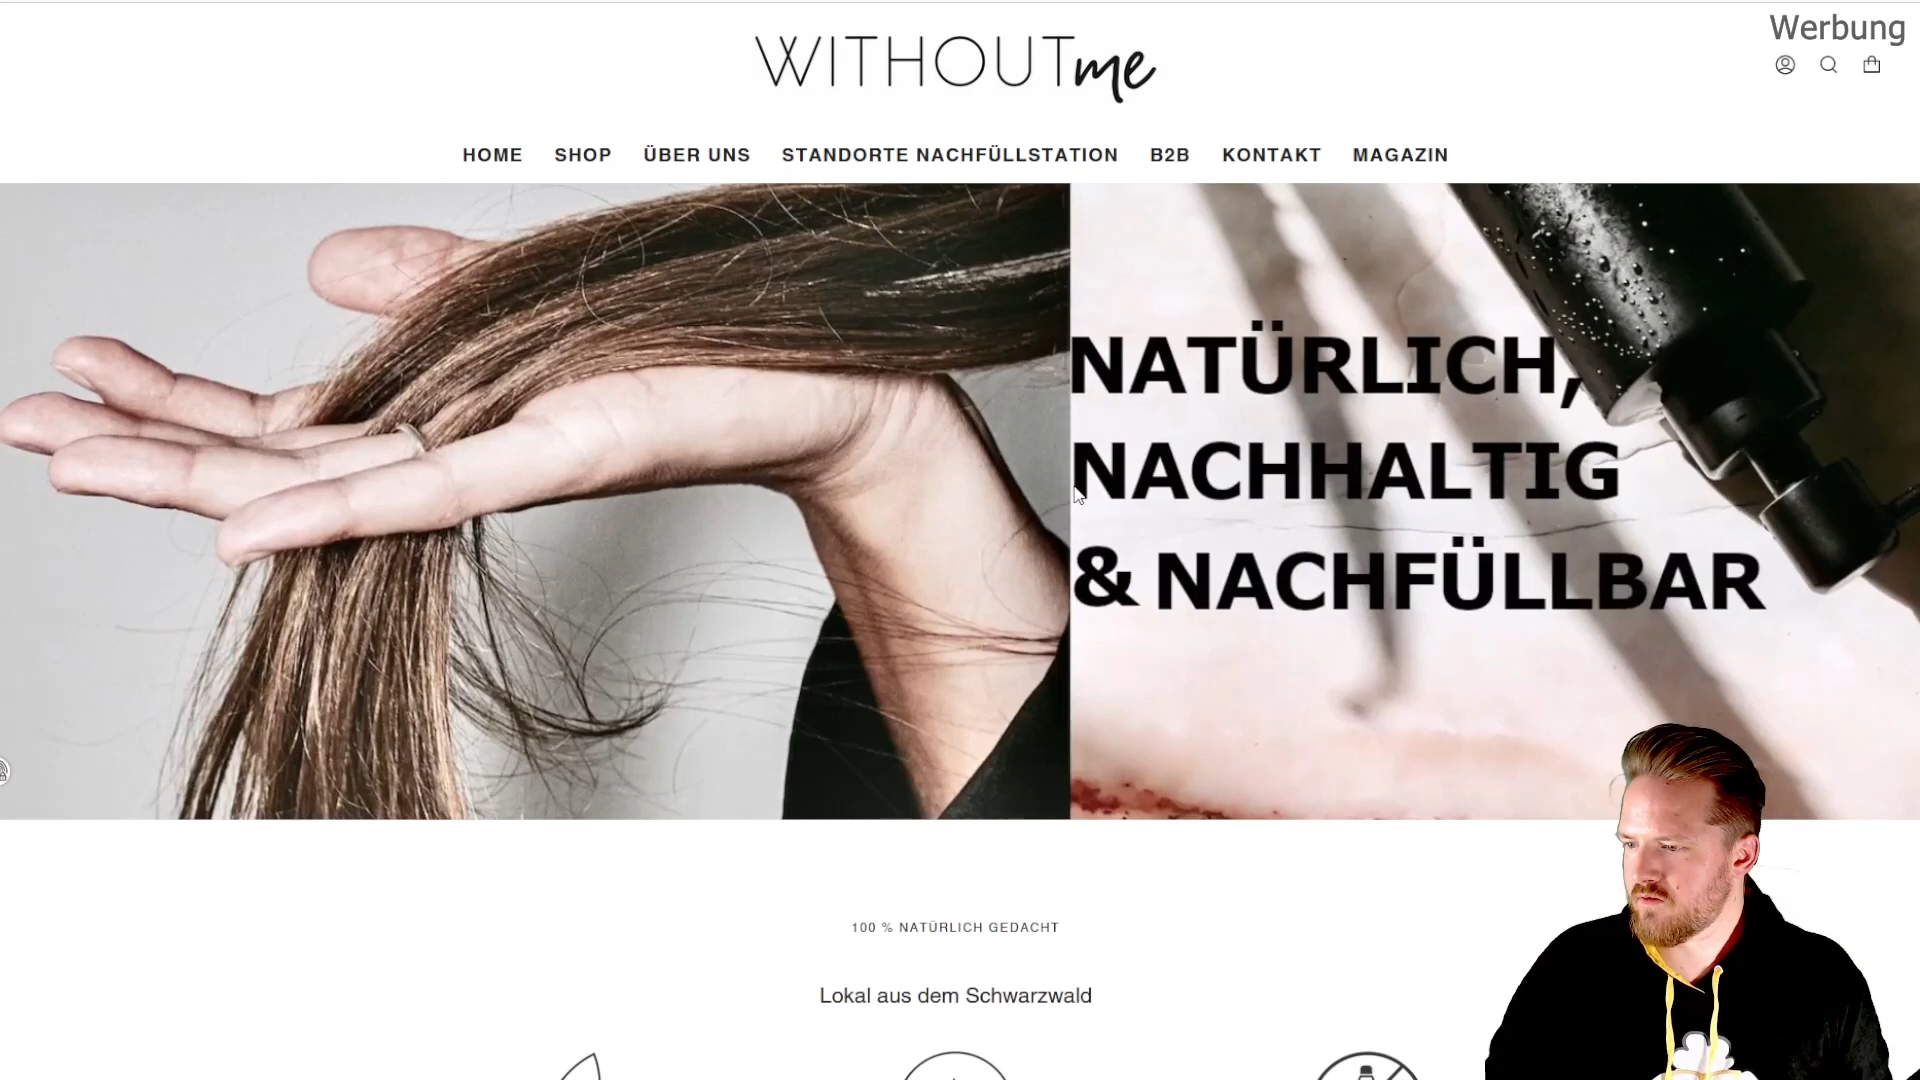 Werbung
WITHOUTme
HOME SHOP ÜBER UNS STANDORTE NACHFÜLLSTATION B2B KONTAKT MAGAZIN
NATÜRLICH,
NACHHALTIG
& NACHFÜLLBAR
100 % NATÜRLICH GEDACHT
Lokal aus dem Schwarzwald